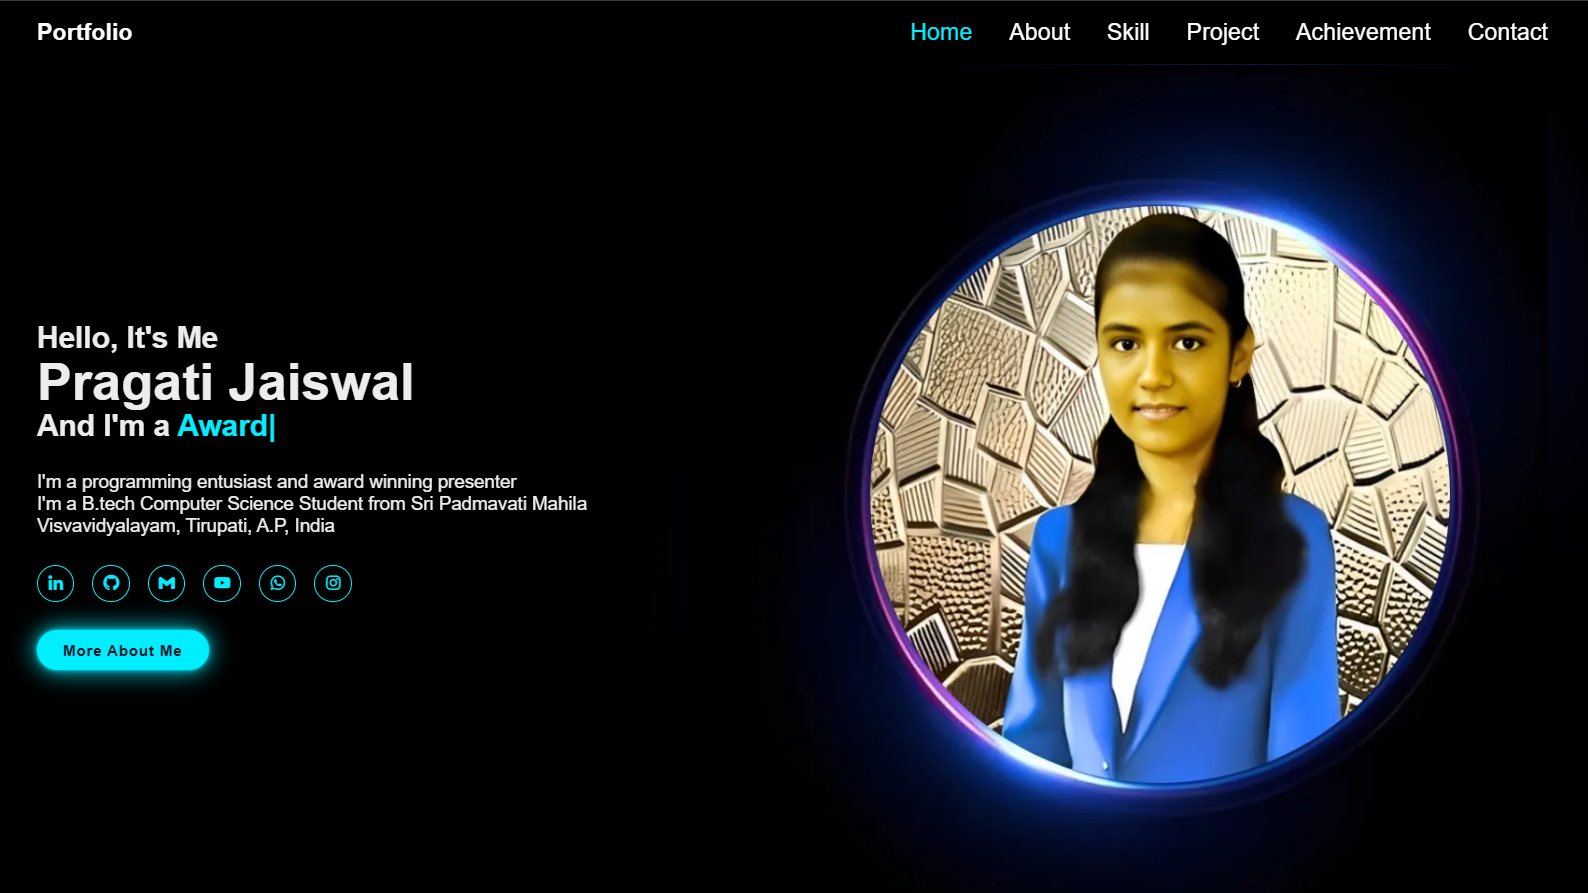 Portfolio
Home About Skill Project Achievement Contact
Hello, It's Me
Pragati Jaiswal
And I'm a Award|
I'm a programming entusiast and award winning presenter
I'm a B.tech Computer Science Student from Sri Padmavati Mahila
Visvavidyalayam, Tirupati, A.P, India
More About Me